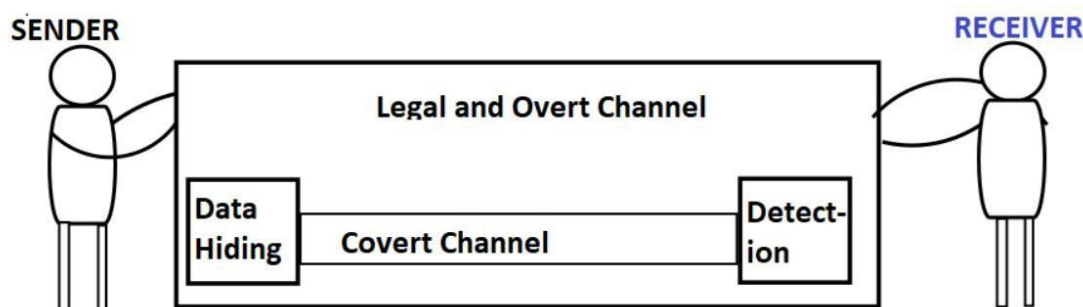 SENDER
RECEIVER
Legal and Overt Channel
Data
Hiding
Covert Channel
Detect-
ion